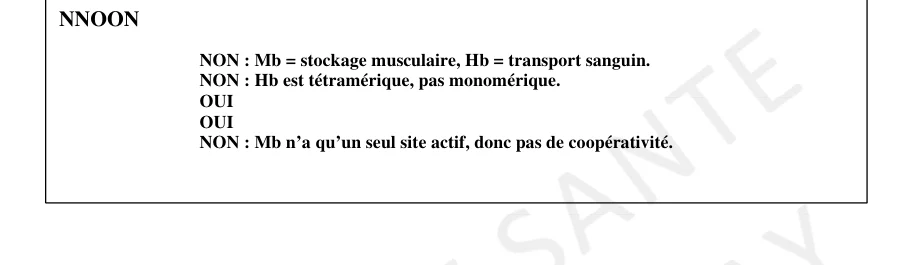 NNOON
NON : Mb = stockage musculaire, Hb = transport sanguin.
NON : Hb est tétramérique, pas monomérique.
OUI
OUI
NON : Mb n’a qu’un seul site actif, donc pas de coopérativité.
SANTE